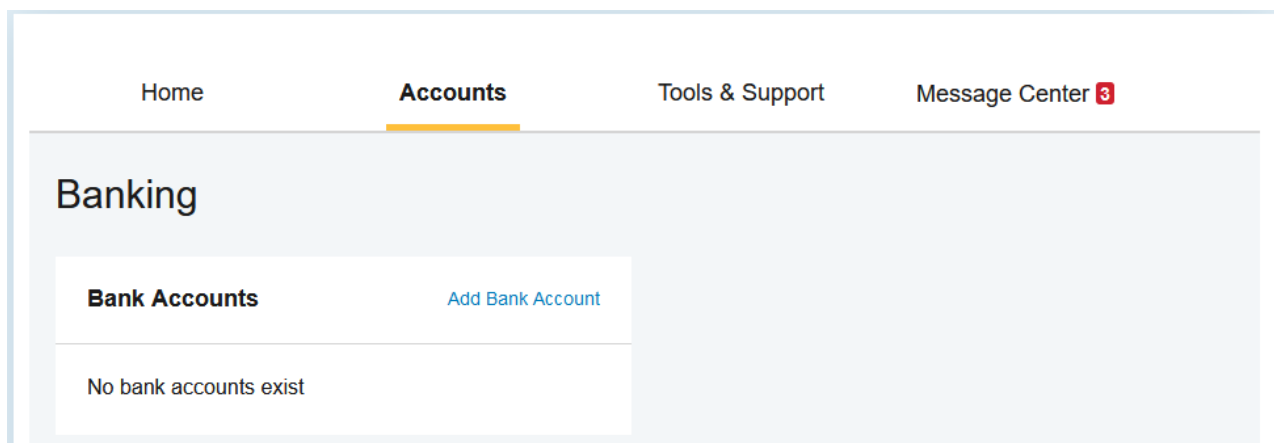 Home Accounts Tools & Support Message Center 3
Banking
Bank Accounts Add Bank Account
No bank accounts exist